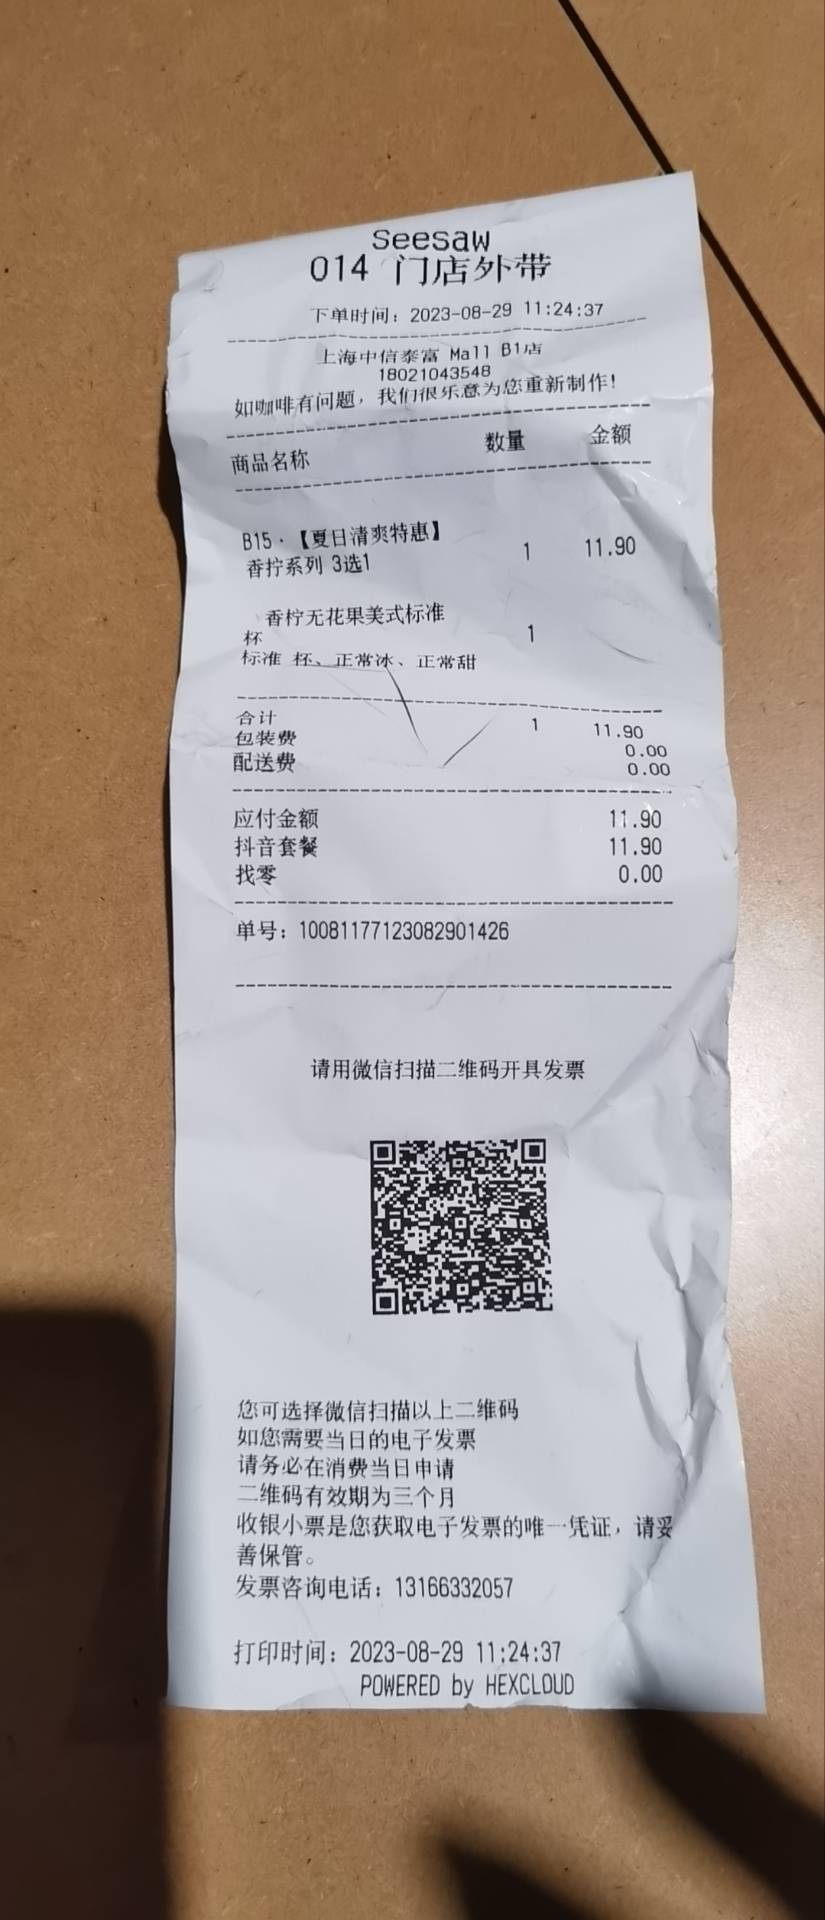 seesaw
014 门店外带
下单时间：2023-08-29 11:24:37
上海中信泰富 Mall B1店
18021043548
如咖啡有问题，我们很乐意为您重新制作！
商品名称 数量 金额
B15·【夏日清爽特惠】
香柠系列 3选1 1 11.90
香柠无花果美式标准
杯 1
标准 杯、正常冰、正常甜
合计 1 11.90
包装费 0.00
配送费 0.00
应付金额 11.90
抖音套餐 11.90
找零 0.00
单号：10081177123082901426
请用微信扫描二维码开具发票
您可选择微信扫描以上二维码
如您需要当日的电子发票
请务必在消费当日申请
二维码有效期为三个月
收银小票是您获取电子发票的唯一凭证，请妥
善保管。
发票咨询电话：13166332057
打印时间：2023-08-29 11:24:37
POWERED by HEXCLOUD